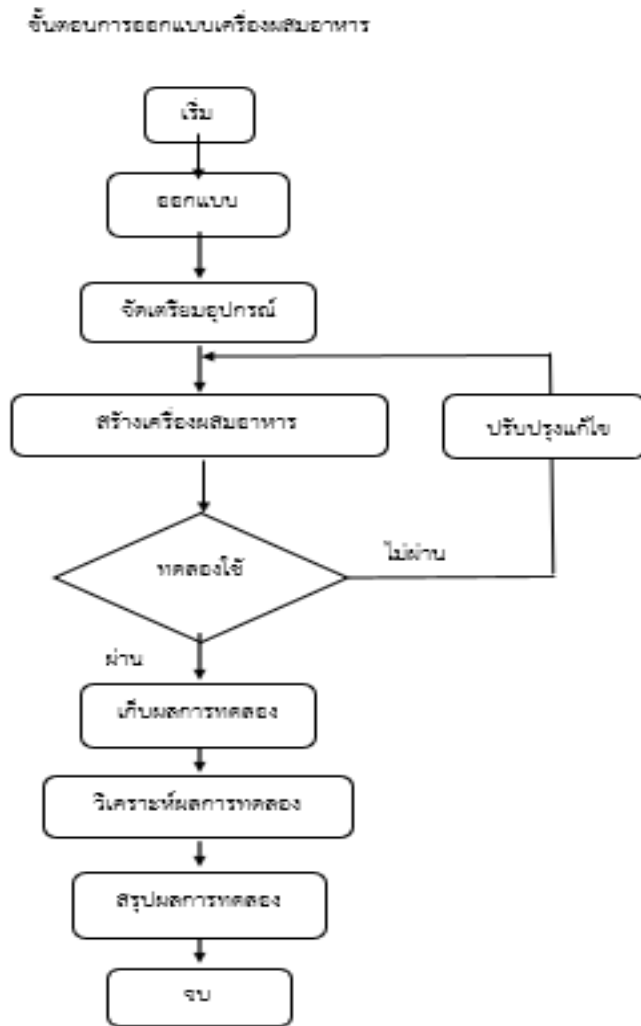 ขั้นตอนการออกแบบเครื่องผสมอาหาร
เริ่ม
ออกแบบ
จัดเตรียมอุปกรณ์
สร้างเครื่องผสมอาหาร
ปรับปรุงแก้ไข
ทดลองใช้
ไม่ผ่าน
ผ่าน
เก็บผลการทดลอง
วิเคราะห์ผลการทดลอง
สรุปผลการทดลอง
จบ